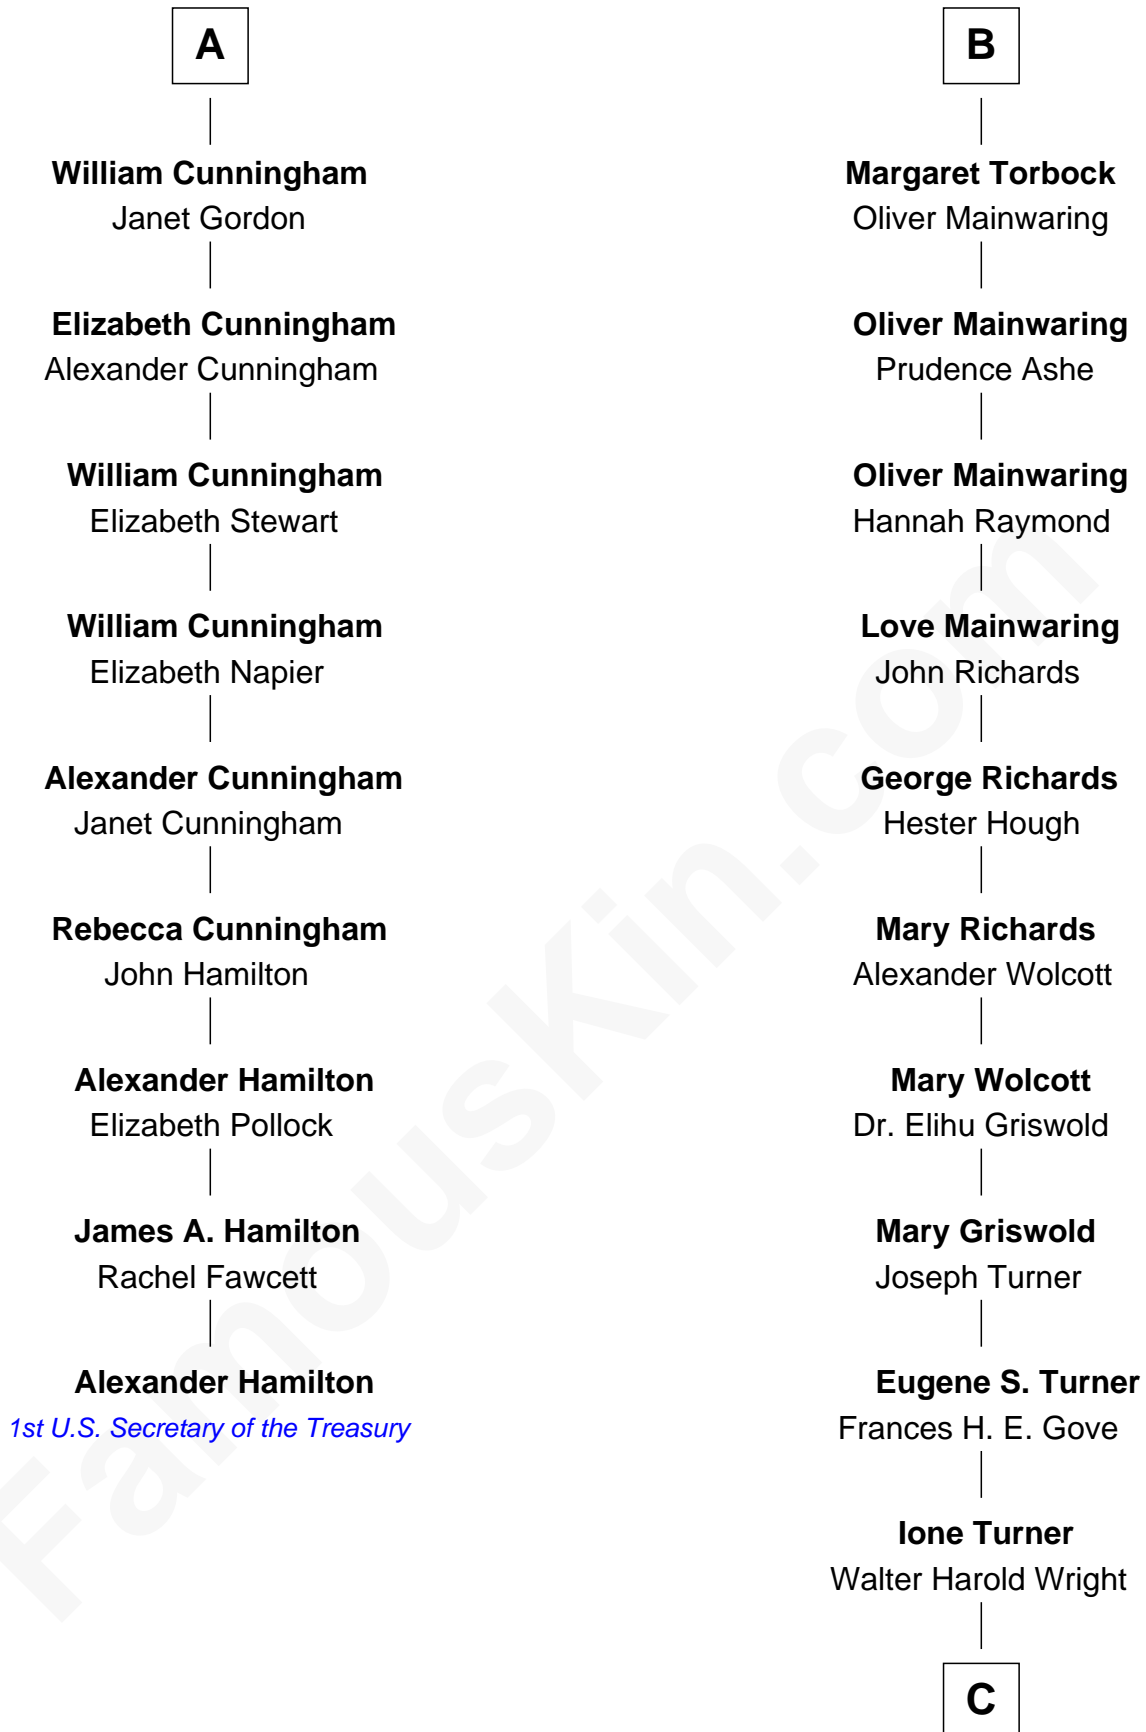 A
William Cunningham
Janet Gordon
Elizabeth Cunningham
Alexander Cunningham
William Cunningham
Elizabeth Stewart
William Cunningham
Elizabeth Napier
Alexander Cunningham
Janet Cunningham
Rebecca Cunningham
John Hamilton
Alexander Hamilton
Elizabeth Pollock
James A. Hamilton
Rachel Fawcett
Alexander Hamilton
1st U.S. Secretary of the Treasury
B
Margaret Torbock
Oliver Mainwaring
Oliver Mainwaring
Prudence Ashe
Oliver Mainwaring
Hannah Raymond
Love Mainwaring
John Richards
George Richards
Hester Hough
Mary Richards
Alexander Wolcott
Mary Wolcott
Dr. Elihu Griswold
Mary Griswold
Joseph Turner
Eugene S. Turner
Frances H. E. Gove
Ione Turner
Walter Harold Wright
C
FamousKin.com